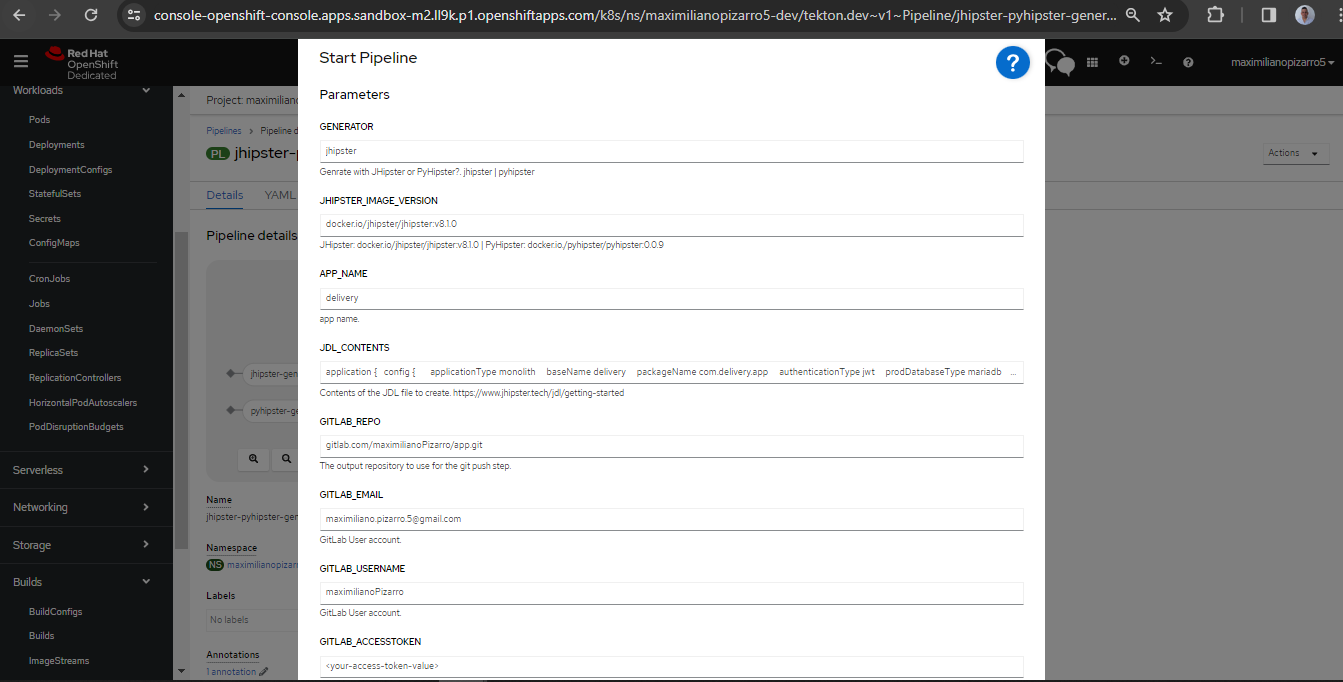 console-openshift-console.apps.sandbox-m2.ll9k.p1.openshiftapps.com/k8s/ns/maximilianopizarro5-dev/tekton.dev~v1~Pipeline/jhipster-pyhipster-gener...
Red Hat
OpenShift
Dedicated
maximilianopizarro5
Workloads
Pods
Deployments
DeploymentConfigs
StatefulSets
Secrets
ConfigMaps
CronJobs
Jobs
DaemonSets
ReplicaSets
ReplicationControllers
HorizontalPodAutoscalers
PodDisruptionBudgets
Serverless
Networking
Storage
Builds
BuildConfigs
Builds
ImageStreams
Project: maximilian
Pipelines > Pipeline d
PL jhipster-p
Actions
Details YAML
Pipeline details
jhipster-gen
pyhipster-ge
Name
jhipster-pyhipster-gen
Namespace
NS maximilianopizarr
Labels
No labels
Annotations
1 annotation
Start Pipeline
?
Parameters
GENERATOR
jhipster
Genrate with JHipster or PyHipster?. jhipster | pyhipster
JHIPSTER_IMAGE_VERSION
docker.io/jhipster/jhipster:v8.1.0
JHipster: docker.io/jhipster/jhipster:v8.1.0 | PyHipster: docker.io./pyhipster/pyhipster:0.0.9
APP_NAME
delivery
app name.
JDL_CONTENTS
application { config { applicationType monolith baseName delivery packageName com.delivery.app authenticationType jwt prodDatabaseType mariadb ...
Contents of the JDL file to create. https://www.jhipster.tech/jdl/getting-started
GITLAB_REPO
gitlab.com/maximilianoPizarro/app.git
The output repository to use for the git push step.
GITLAB_EMAIL
maximiliano.pizarro.5@gmail.com
GitLab User account.
GITLAB_USERNAME
maximilianoPizarro
GitLab User account.
GITLAB_ACCESSTOKEN
<your-access-token-value>